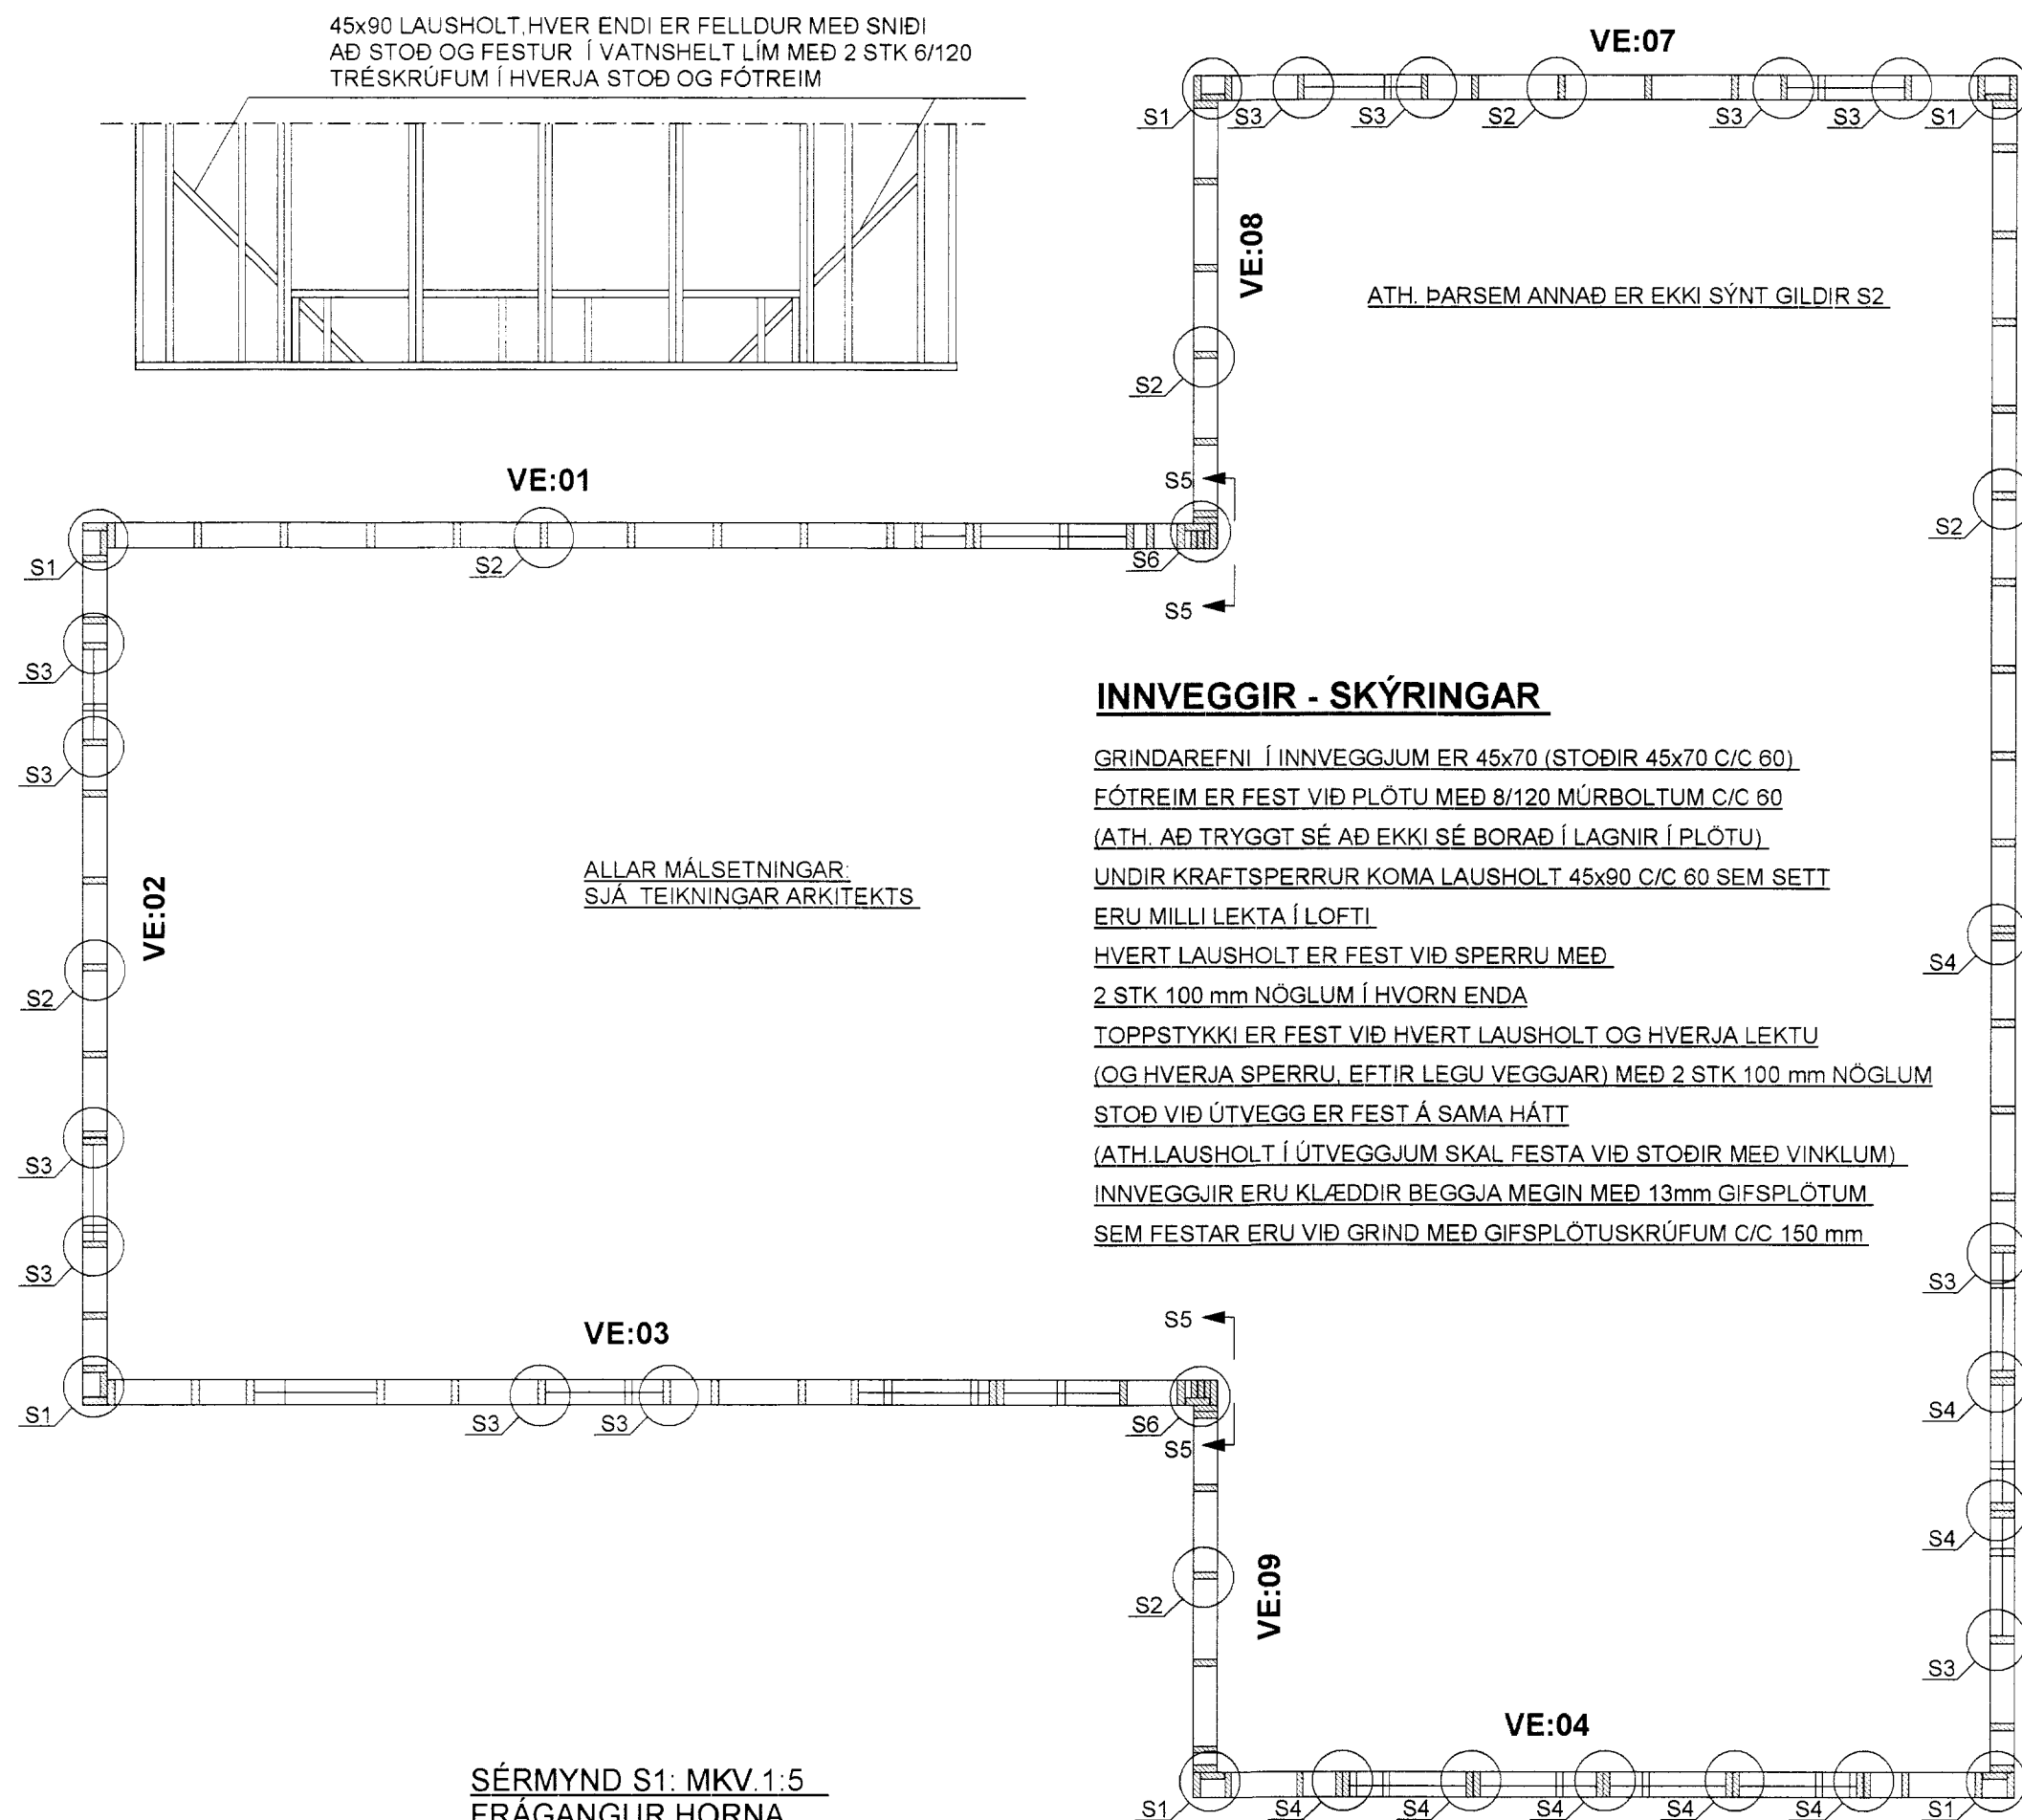 45x90 LAUSHOLT, HVER ENDI ER FELLDUR MEÐ SNIÐI
AÐ STOÐ OG FESTUR Í VATNSHELT LÍM MEÐ 2 STK 6/120
TRÉSKRÚFUM Í HVERJA STOÐ OG FÓTREIM
VE:07
S1
S3
S3
S2
S3
S3
S1
VE:08
ATH. ÞARSEM ANNAÐ ER EKKI SÝNT GILDIR S2
S2
VE:01
S5
S2
S1
S2
S6
S5
S3
INNVEGGIR - SKÝRINGAR
GRINDAREFNI Í INNVEGGJUM ER 45x70 (STOÐIR 45x70 C/C 60)
FÓTREIM ER FEST VIÐ PLÖTU MEÐ 8/120 MÚRBOLTUM C/C 60
(ATH. AÐ TRYGGT SÉ AÐ EKKI SÉ BORAÐ Í LAGNIR Í PLÖTU)
UNDIR KRAFTSPERRUR KOMA LAUSHOLT 45x90 C/C 60 SEM SETT
ERU MILLI LEKTA Í LOFTI
HVERT LAUSHOLT ER FEST VIÐ SPERRU MEÐ
2 STK 100 mm NÖGLUM Í HVORN ENDA
TOPPSTYKKI ER FEST VIÐ HVERT LAUSHOLT OG HVERJA LEKTU
(OG HVERJA SPERRU, EFTIR LEGU VEGGJAR) MEÐ 2 STK 100 mm NÖGLUM
STOÐ VIÐ ÚTVEGG ER FEST Á SAMA HÁTT
(ATH.LAUSHOLT Í ÚTVEGGJUM SKAL FESTA VIÐ STOÐIR MEÐ VINKLUM)
INNVEGGJIR ERU KLÆDDIR BEGGJA MEGIN MEÐ 13mm GIFSPLÖTUM
SEM FESTAR ERU VIÐ GRIND MEÐ GIFSPLÖTUSKRÚFUM C/C 150 mm
S3
ALLAR MÁLSETNINGAR:
SJÁ TEIKNINGAR ARKITEKTS
VE:02
S2
S4
S3
S3
S3
S5
VE:03
S1
S3
S3
S6
S5
S4
S4
VE:09
S2
S3
VE:04
SÉRMYND S1: MKV.1:5
FRÁGANGUR HORNA
S1
S4
S4
S4
S4
S4
S1